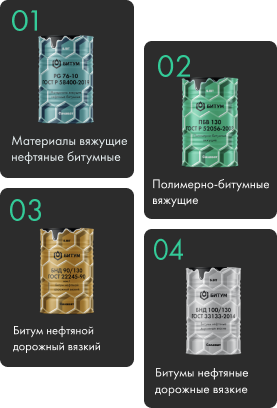 01
БИТУМ
PG 76-10
ГОСТ Р 58400-2019
Материалы вяжущие
нефтяные битумные
02
БИТУМ
ПБВ 130
ГОСТ Р 52056-2003
Полимерно-битумные
вяжущие
03
БИТУМ
БНД 90/130
ГОСТ 22245-90
Битум нефтяной
дорожный вязкий
04
БИТУМ
БНД 100/130
ГОСТ 33133-2014
Битумы нефтяные
дорожные вязкие